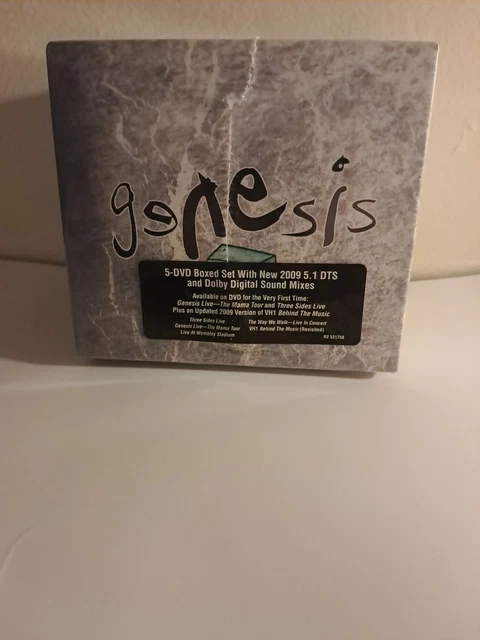 genesis
5-DVD Boxed Set With New 2009 5.1 DTS
and Dolby Digital Sound Mixes
Available on DVD for the Very First Time:
Genesis Live—The Mama Tour and Three Sides Live
Plus an Updated 2009 Version of VH1 Behind The Music
Three Sides Live
Genesis Live—The Mama Tour
Live At Wembley Stadium
The Way We Walk—Live In Concert
VH1 Behind The Music (Revisited)
R2 521758